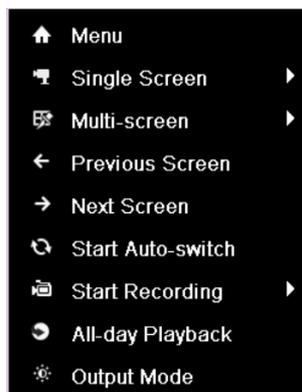 Menu
Single Screen
Multi-screen
Previous Screen
Next Screen
Start Auto-switch
Start Recording
All-day Playback
Output Mode